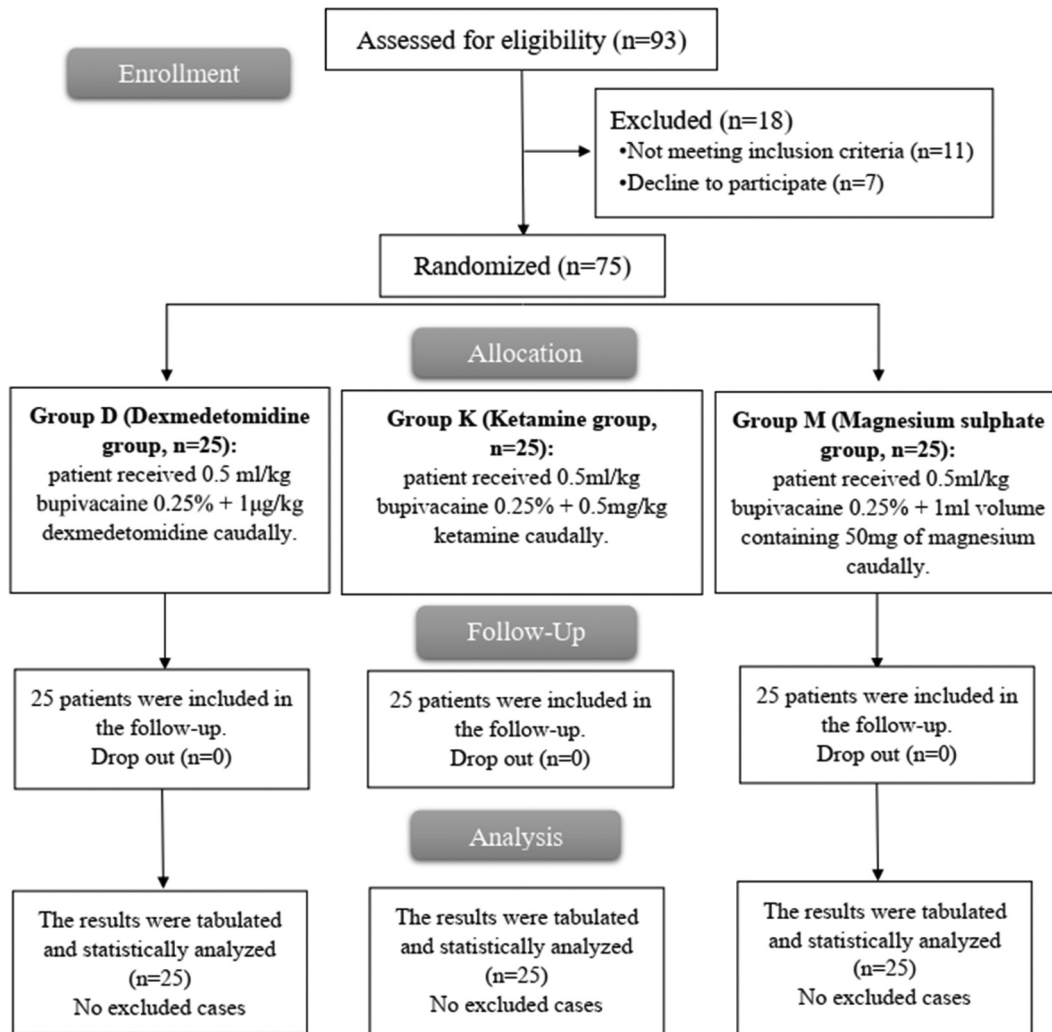 Assessed for eligibility (n=93)
Enrollment
Excluded (n=18)
•Not meeting inclusion criteria (n=11)
•Decline to participate (n=7)
Randomized (n=75)
Allocation
Group D (Dexmedetomidine
group, n=25):
patient received 0.5 ml/kg
bupivacaine 0.25% + 1μg/kg
dexmedetomidine caudally.
Group K (Ketamine group,
n=25):
patient received 0.5ml/kg
bupivacaine 0.25% + 0.5mg/kg
ketamine caudally.
Group M (Magnesium sulphate
group, n=25):
patient received 0.5ml/kg
bupivacaine 0.25% + 1ml volume
containing 50mg of magnesium
caudally.
Follow-Up
25 patients were included in
the follow-up.
Drop out (n=0)
25 patients were included in
the follow-up.
Drop out (n=0)
25 patients were included in
the follow-up.
Drop out (n=0)
Analysis
The results were tabulated
and statistically analyzed
(n=25)
No excluded cases
The results were tabulated
and statistically analyzed
(n=25)
No excluded cases
The results were tabulated
and statistically analyzed
(n=25)
No excluded cases